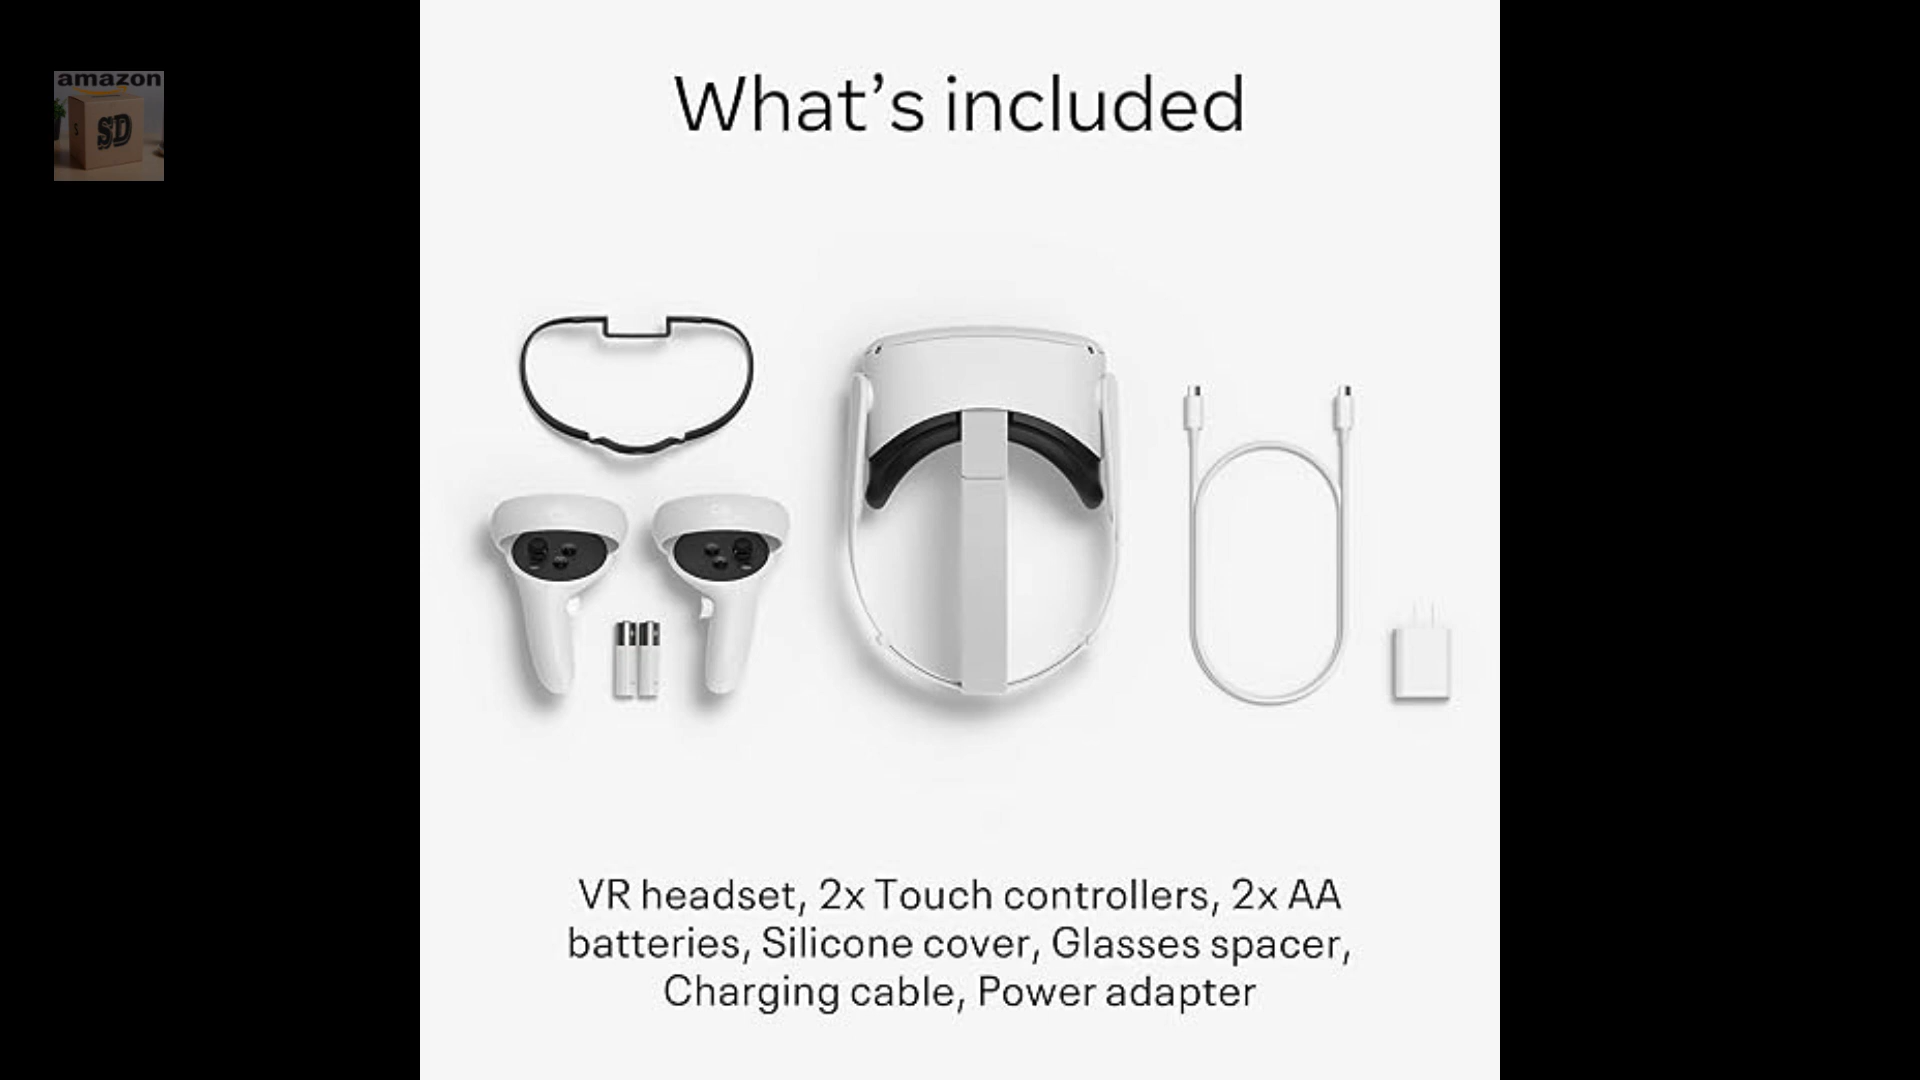 amazon
SD
What's included
VR headset, 2x Touch controllers, 2x AA
batteries, Silicone cover, Glasses spacer,
Charging cable, Power adapter